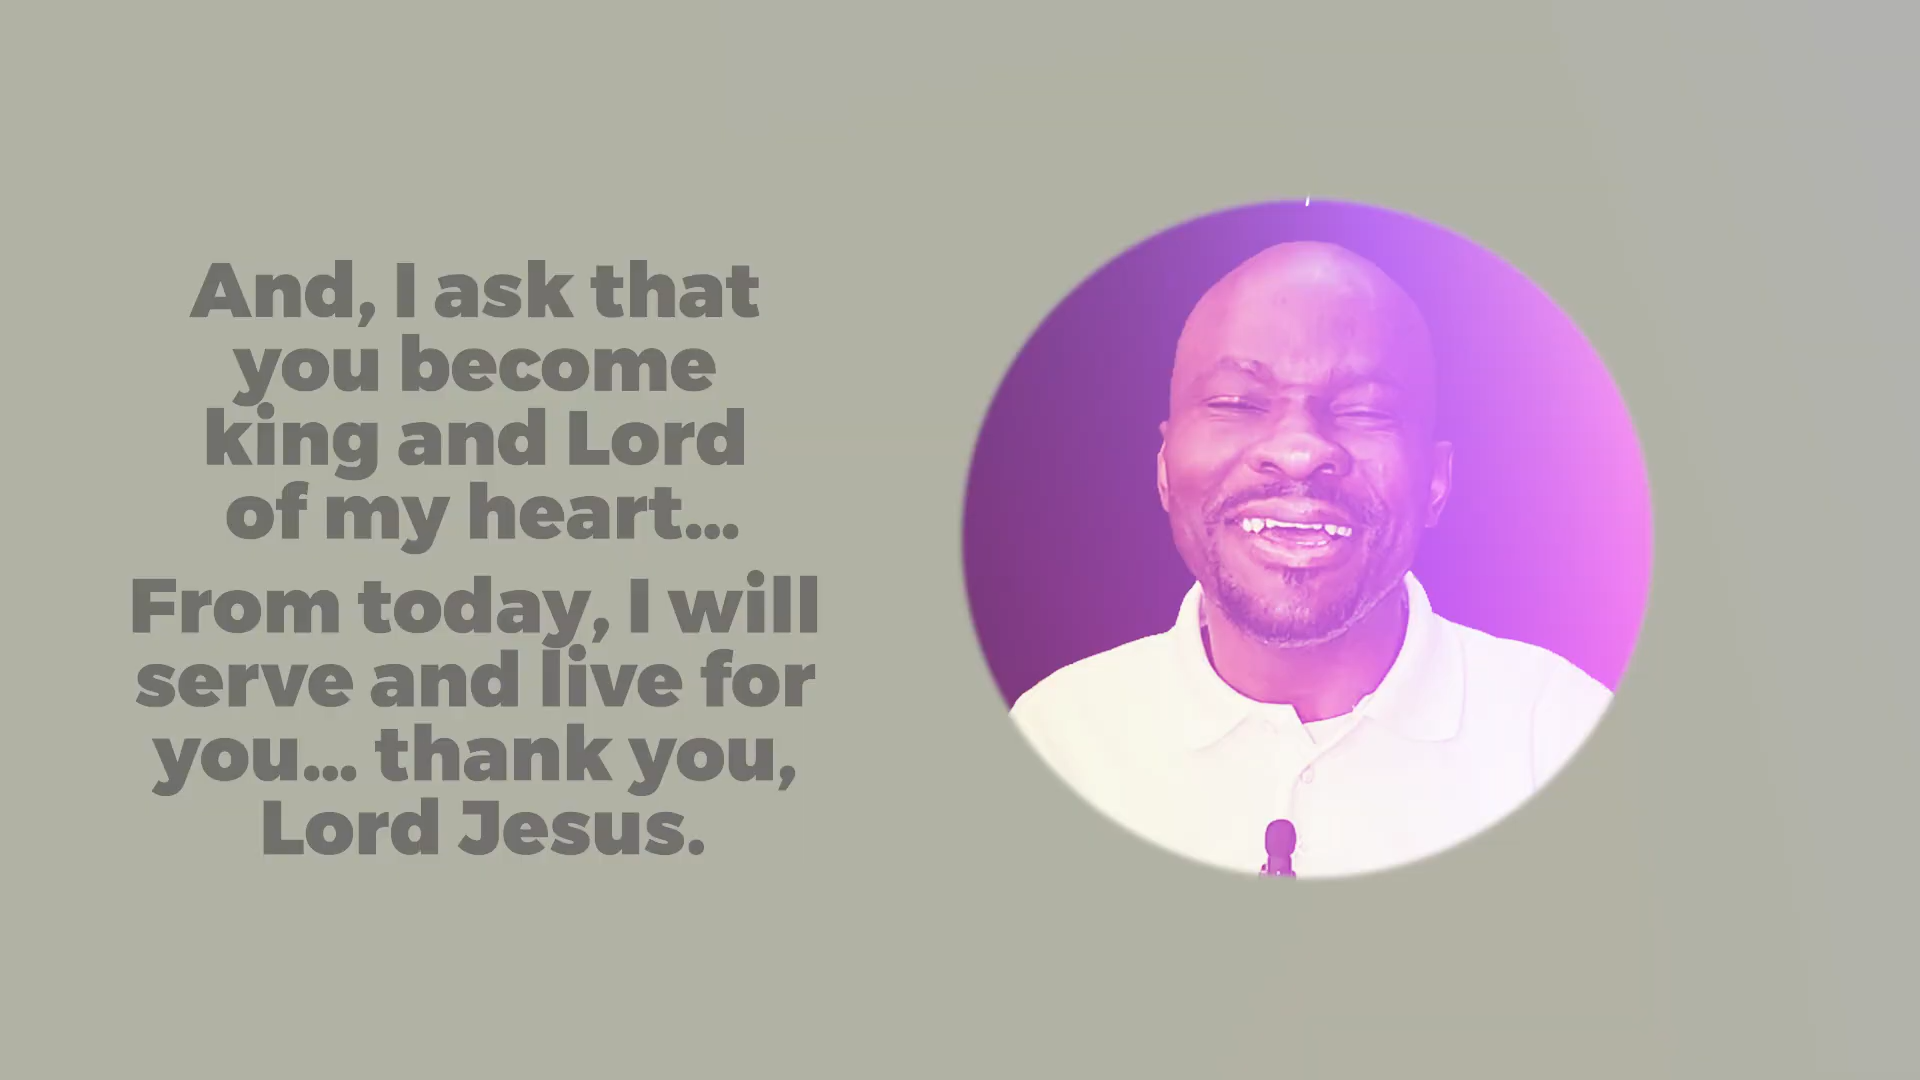 And, I ask that
you become
king and Lord
of my heart...
From today, I will
serve and live for
you... thank you,
Lord Jesus.